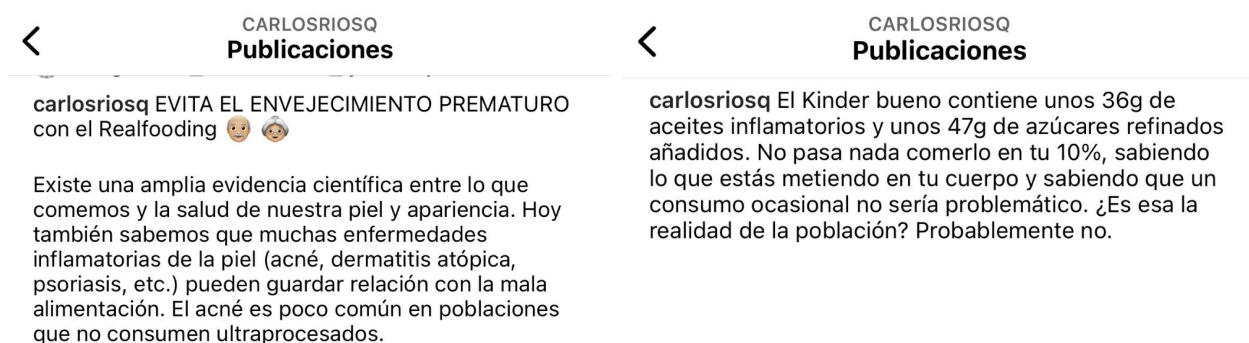 CARLOSRIOSQ
Publicaciones
carlosriosq EVITA EL ENVEJECIMIENTO PREMATURO
con el Realfooding 👴🏼 👵🏼
Existe una amplia evidencia científica entre lo que
comemos y la salud de nuestra piel y apariencia. Hoy
también sabemos que muchas enfermedades
inflamatorias de la piel (acné, dermatitis atópica,
psoriasis, etc.) pueden guardar relación con la mala
alimentación. El acné es poco común en poblaciones
que no consumen ultraprocesados.
CARLOSRIOSQ
Publicaciones
carlosriosq El Kinder bueno contiene unos 36g de
aceites inflamatorios y unos 47g de azúcares refinados
añadidos. No pasa nada comerlo en tu 10%, sabiendo
lo que estás metiendo en tu cuerpo y sabiendo que un
consumo ocasional no sería problemático. ¿Es esa la
realidad de la población? Probablemente no.